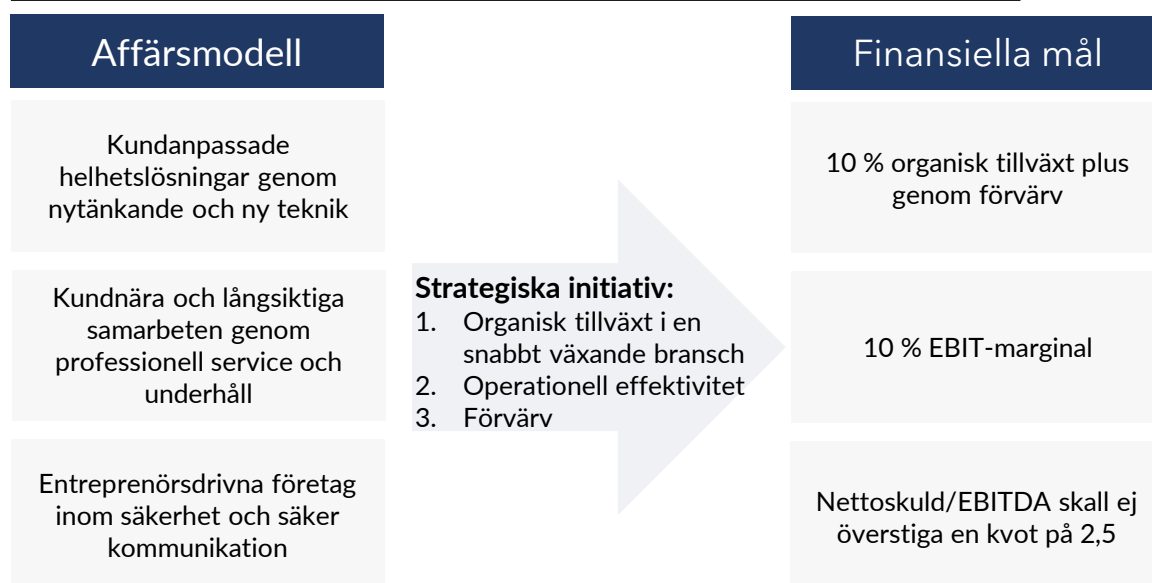 Affärsmodell
Kundanpassade
helhetslösningar genom
nytänkande och ny teknik
Kundnära och långsiktiga
samarbeten genom
professionell service och
underhåll
Entreprenörsdrivna företag
inom säkerhet och säker
kommunikation
Strategiska initiativ:
1. Organisk tillväxt i en
snabbt växande bransch
2. Operationell effektivitet
3. Förvärv
Finansiella mål
10 % organisk tillväxt plus
genom förvärv
10 % EBIT-marginal
Nettoskuld/EBITDA skall ej
överstiga en kvot på 2,5